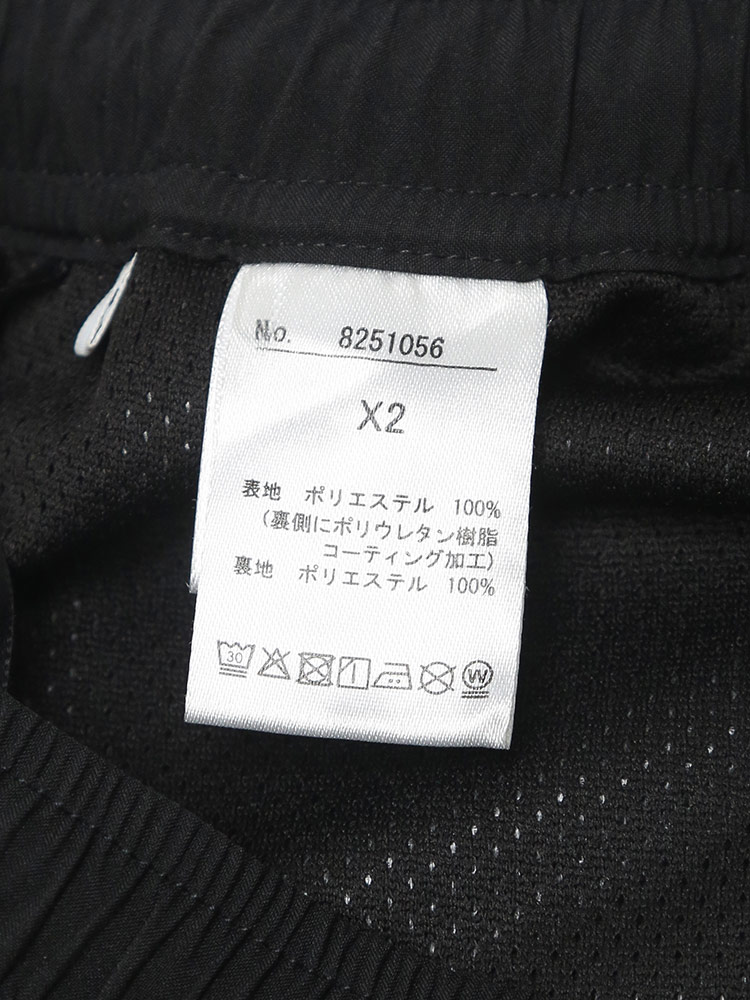 No. 8251056
X2
表地 ポリエステル 100%
(裏側にポリウレタン樹脂
コーティング加工)
裏地 ポリエステル 100%
30
W